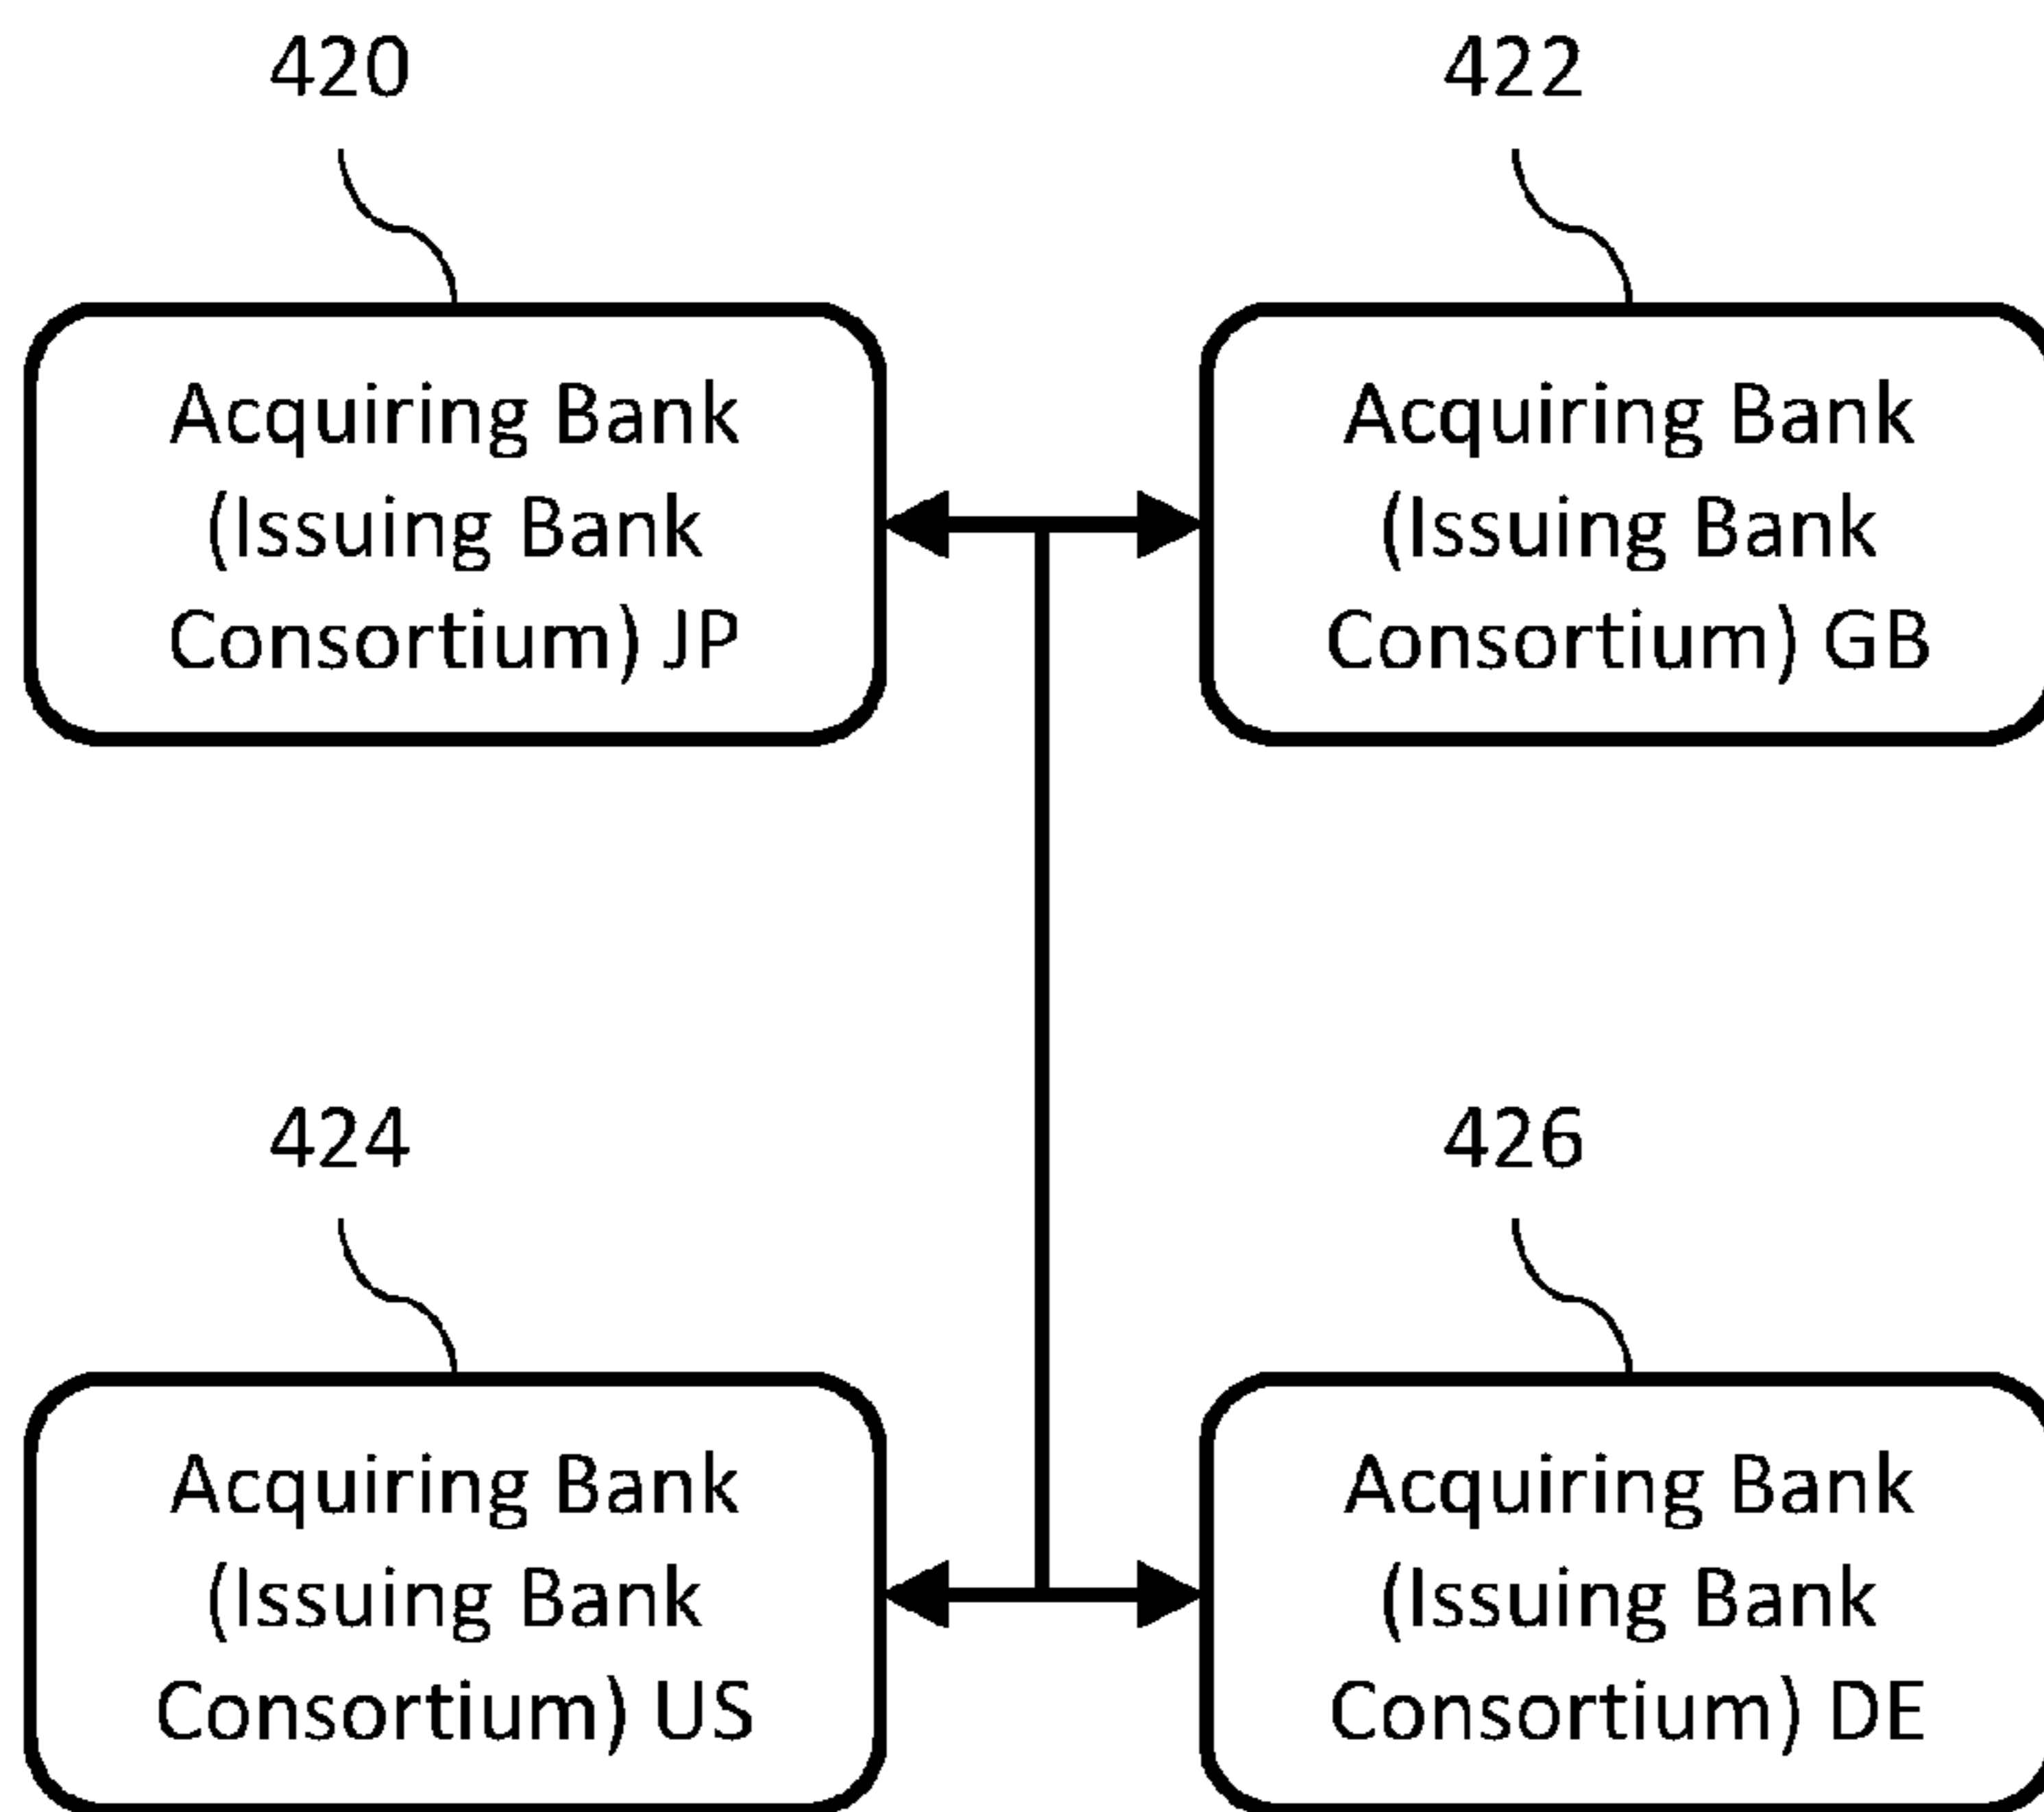 420
Acquiring Bank
(Issuing Bank
Consortium) JP
422
Acquiring Bank
(Issuing Bank
Consortium) GB
424
Acquiring Bank
(Issuing Bank
Consortium) US
426
Acquiring Bank
(Issuing Bank
Consortium) DE